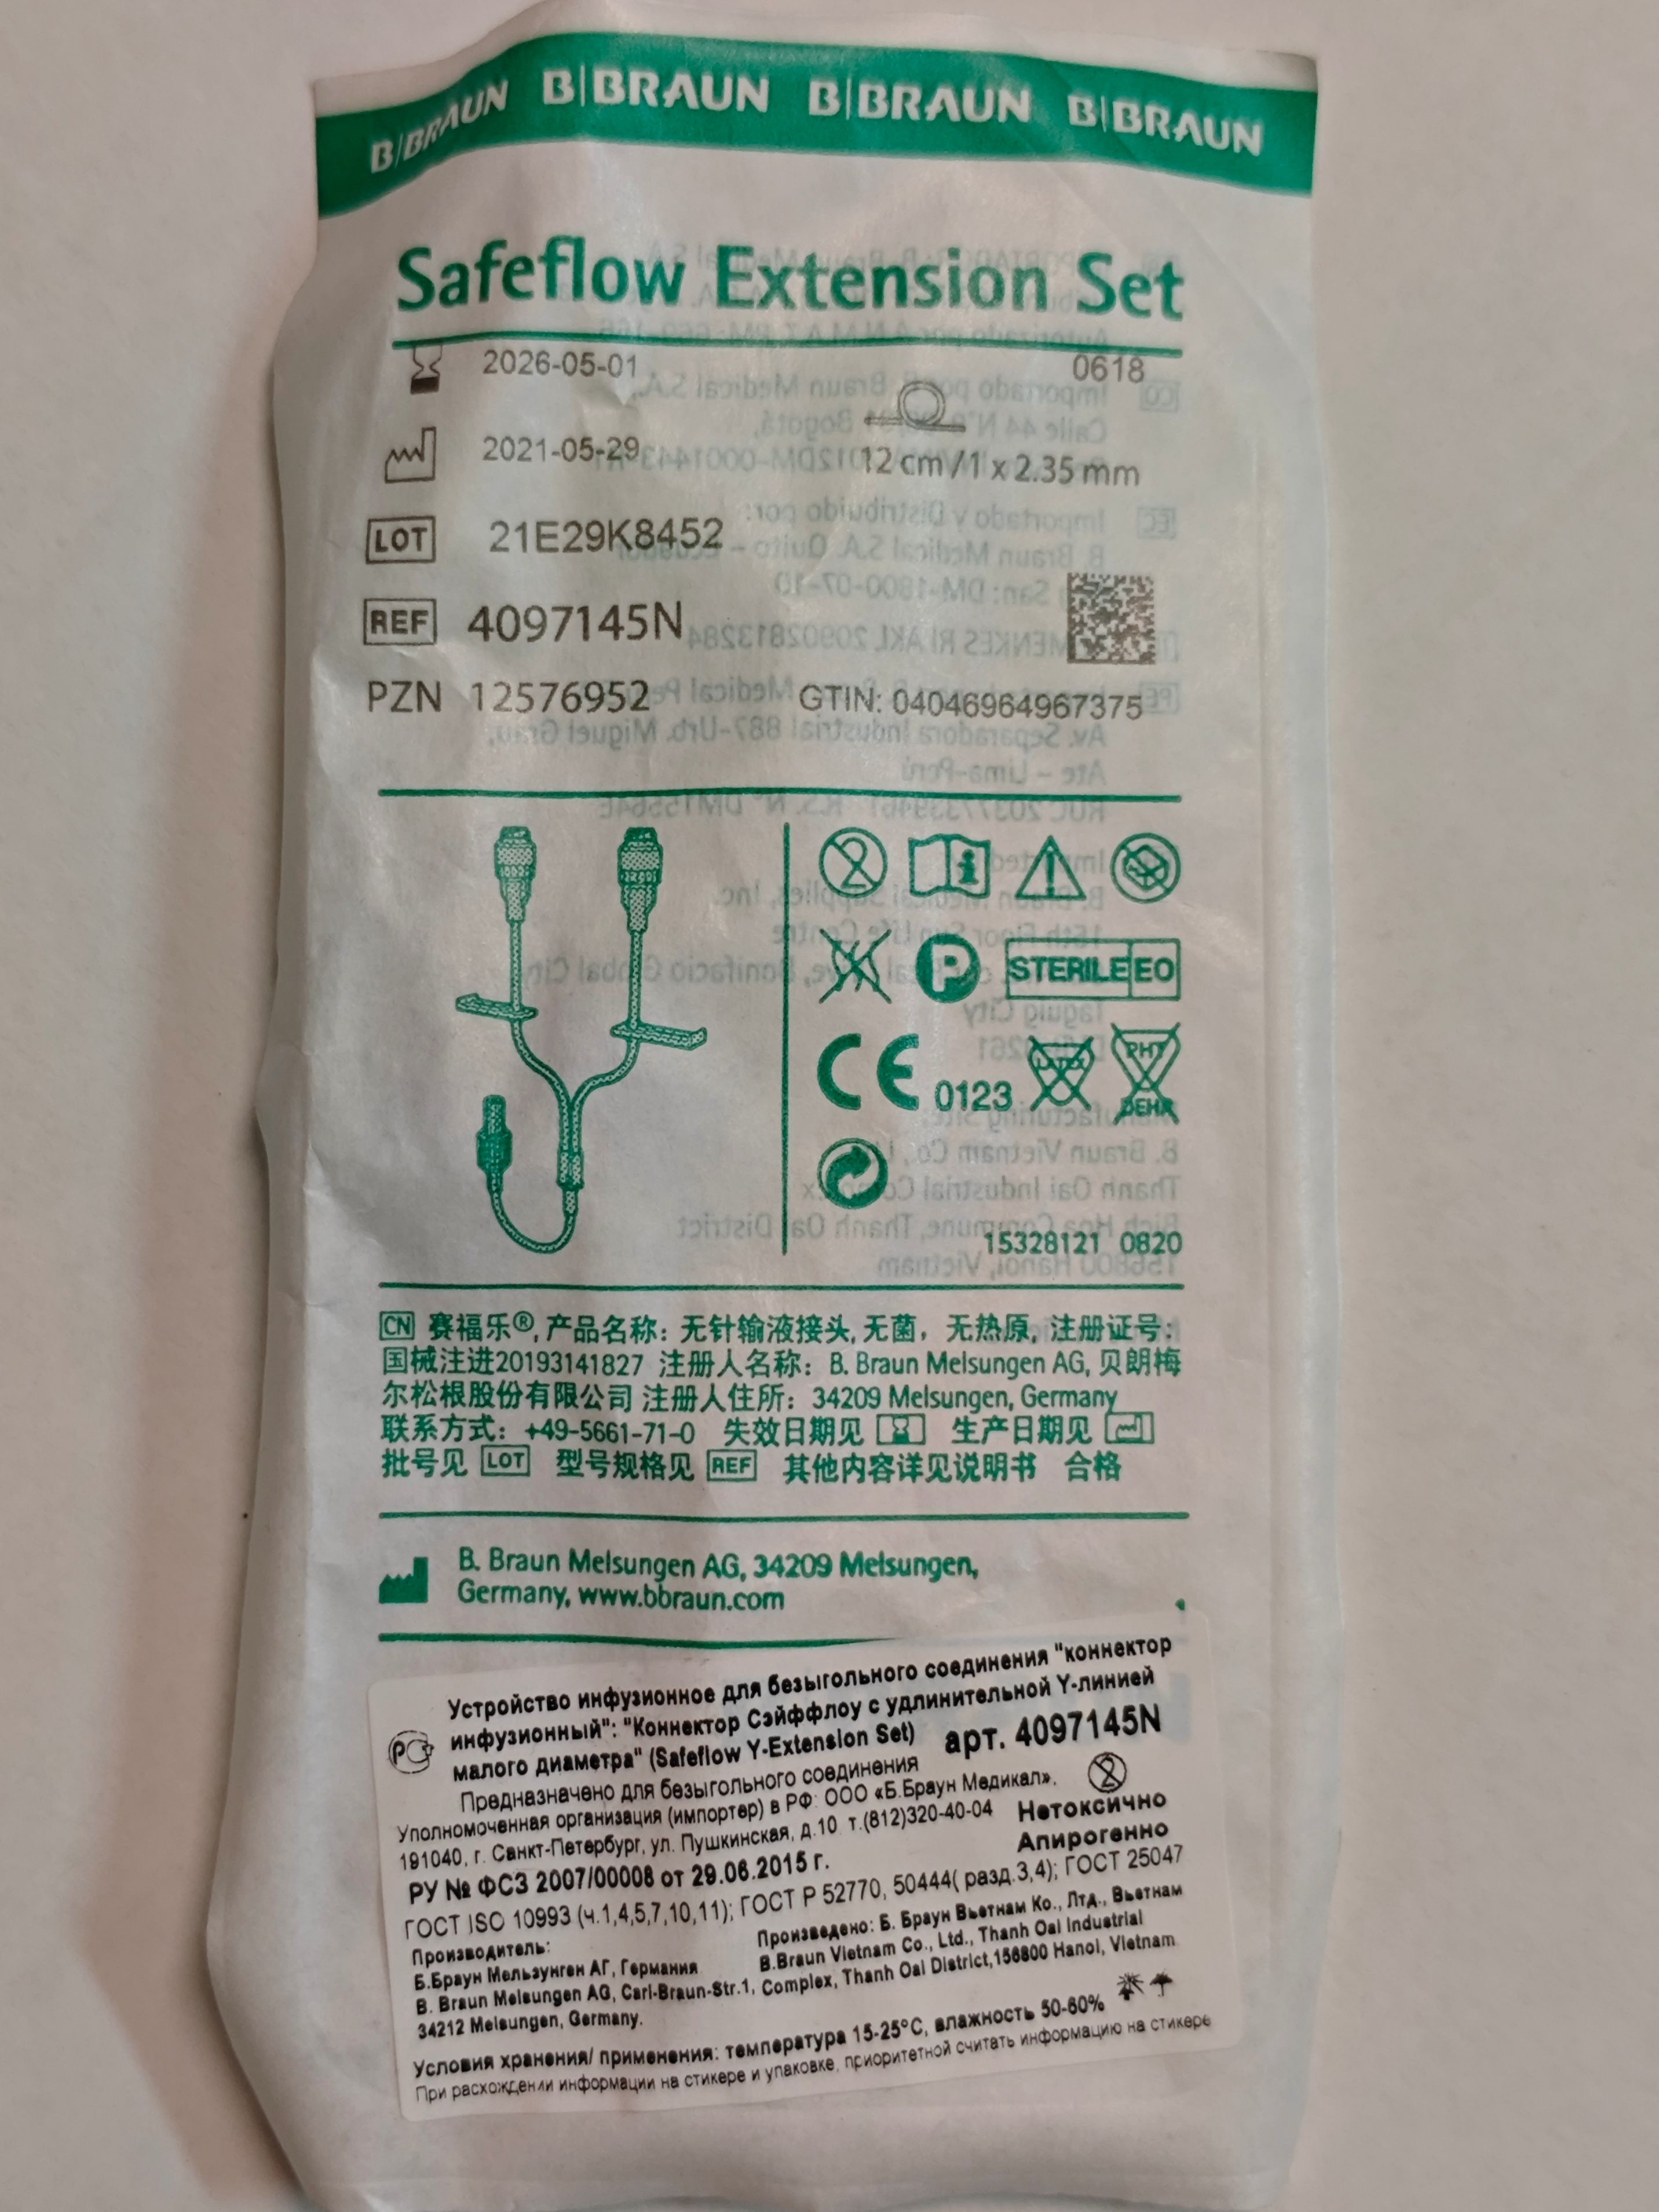 B|BRAUN B|BRAUN B|BRAUN B|BRAUN
Safeflow Extension Set
2026-05-01 0618
2021-05-29 12 cm/1 x 2.35 mm
LOT 21E29K8452
REF 4097145N
PZN 12576952 GTIN: 04046964967375
2 i
P STERILE EO
CE 0123 LATEX PHT DEHP
15328121 0820
CN 赛福乐®, 产品名称：无针输液接头, 无菌，无热原, 注册证号：
国械注进20193141827 注册人名称：B. Braun Melsungen AG, 贝朗梅
尔松根股份有限公司 注册人住所：34209 Melsungen, Germany
联系方式：+49-5661-71-0 失效日期见 生产日期见
批号见 LOT 型号规格见 REF 其他内容详见说明书 合格
B. Braun Melsungen AG, 34209 Melsungen,
Germany, www.bbraun.com
Устройство инфузионное для безыгольного соединения "коннектор
инфузионный": "Коннектор Сэйффлоу с удлинительной Y-линией
малого диаметра" (Safeflow Y-Extension Set) арт. 4097145N
Предназначено для безыгольного соединения
Уполномоченная организация (импортер) в РФ: ООО «Б.Браун Медикал»,
2
191040, г. Санкт-Петербург, ул. Пушкинская, д.10 т.(812)320-40-04
Нетоксично
Апирогенно
РУ № ФСЗ 2007/00008 от 29.06.2015 г.
ГОСТ ISO 10993 (ч.1,4,5,7,10,11); ГОСТ Р 52770, 50444( разд.3,4); ГОСТ 25047
Производитель:
Б.Браун Мельзунген АГ, Германия
B. Braun Melsungen AG, Carl-Braun-Str.1,
34212 Melsungen, Germany.
Произведено: Б. Браун Вьетнам Ко., Лтд., Вьетнам
B.Braun Vietnam Co., Ltd., Thanh Oai Industrial
Complex, Thanh Oai District,156800 Hanoi, Vietnam
Условия хранения/ применения: температура 15-25°С, влажность 50-60%
При расхождении информации на стикере и упаковке, приоритетной считать информацию на стикере